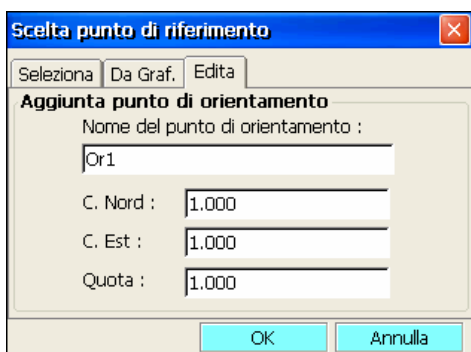 Scelta punto di riferimento
Seleziona Da Graf. Edita
Aggiunta punto di orientamento
Nome del punto di orientamento :
Or1
C. Nord : 1.000
C. Est : 1.000
Quota : 1.000
OK Annulla